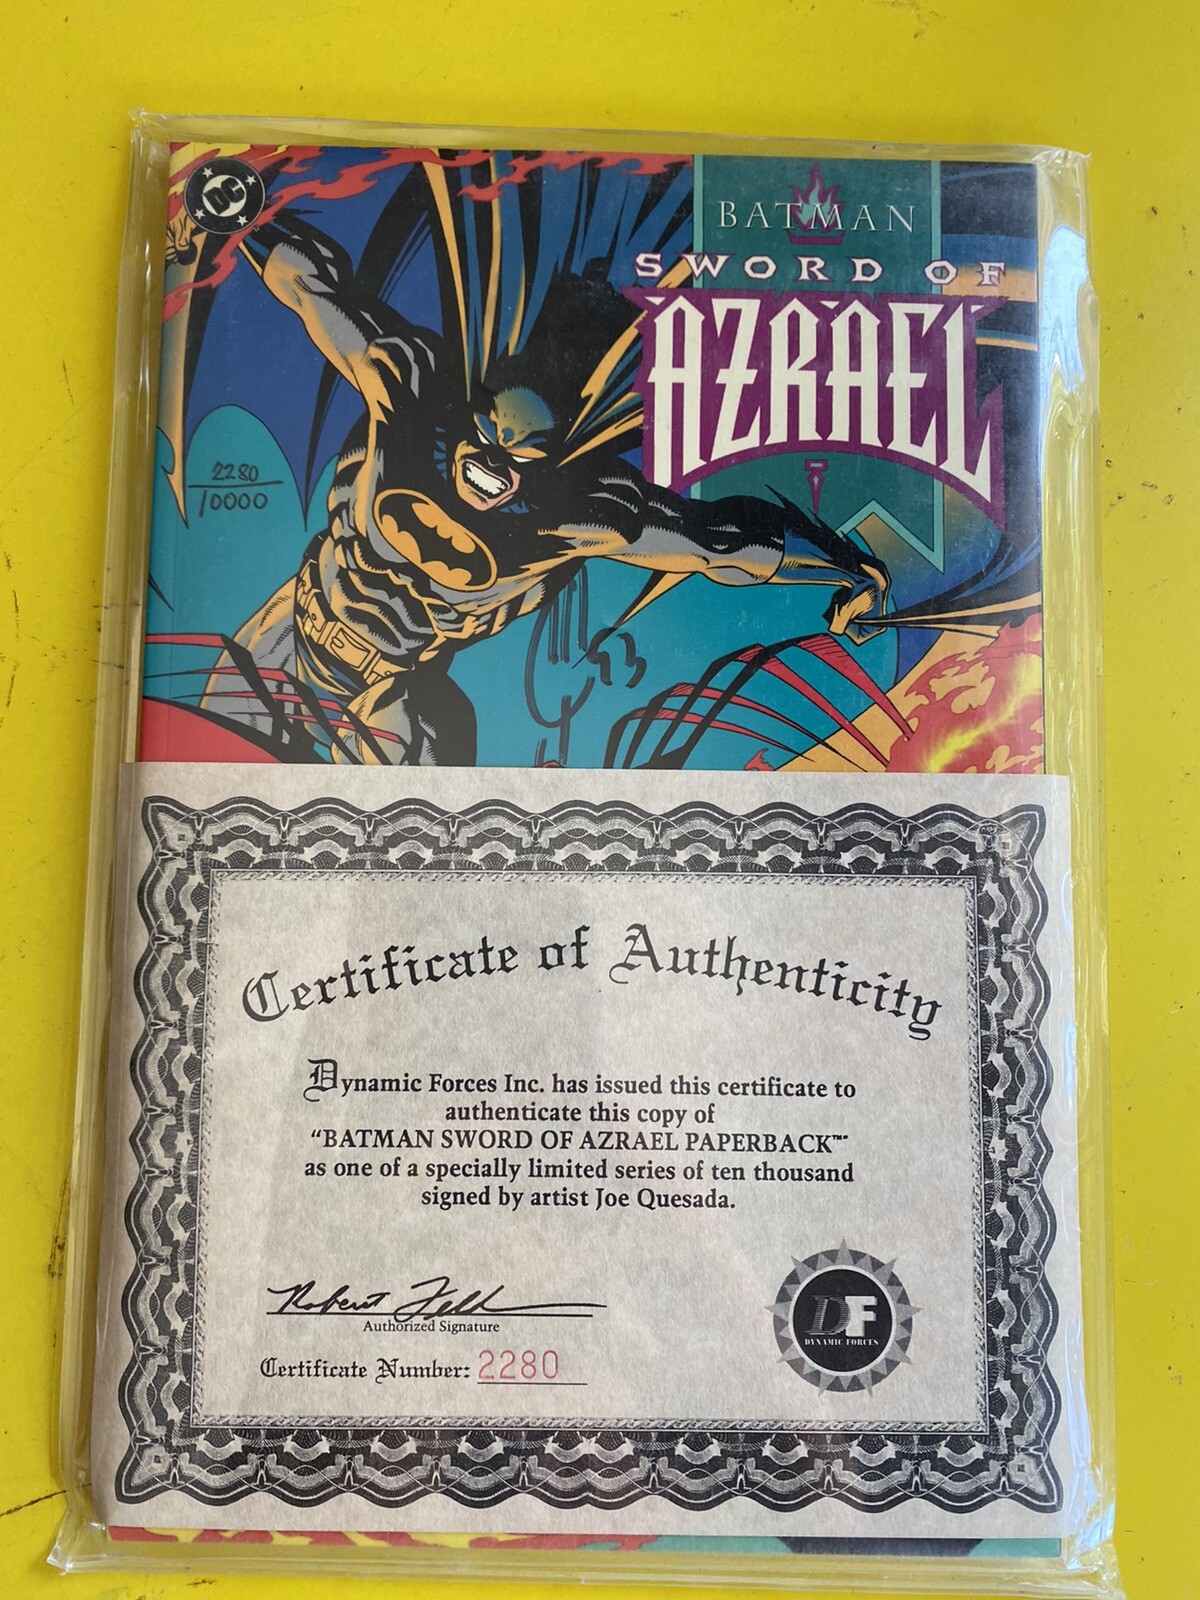 DC
BATMAN
SWORD OF
AZRAEL
2280
/10000
93
Certificate of Authenticity
Dynamic Forces Inc. has issued this certificate to
authenticate this copy of
"BATMAN SWORD OF AZRAEL PAPERBACK™"
as one of a specially limited series of ten thousand
signed by artist Joe Quesada.
Authorized Signature
Certificate Number: 2280
DF
DYNAMIC FORCES